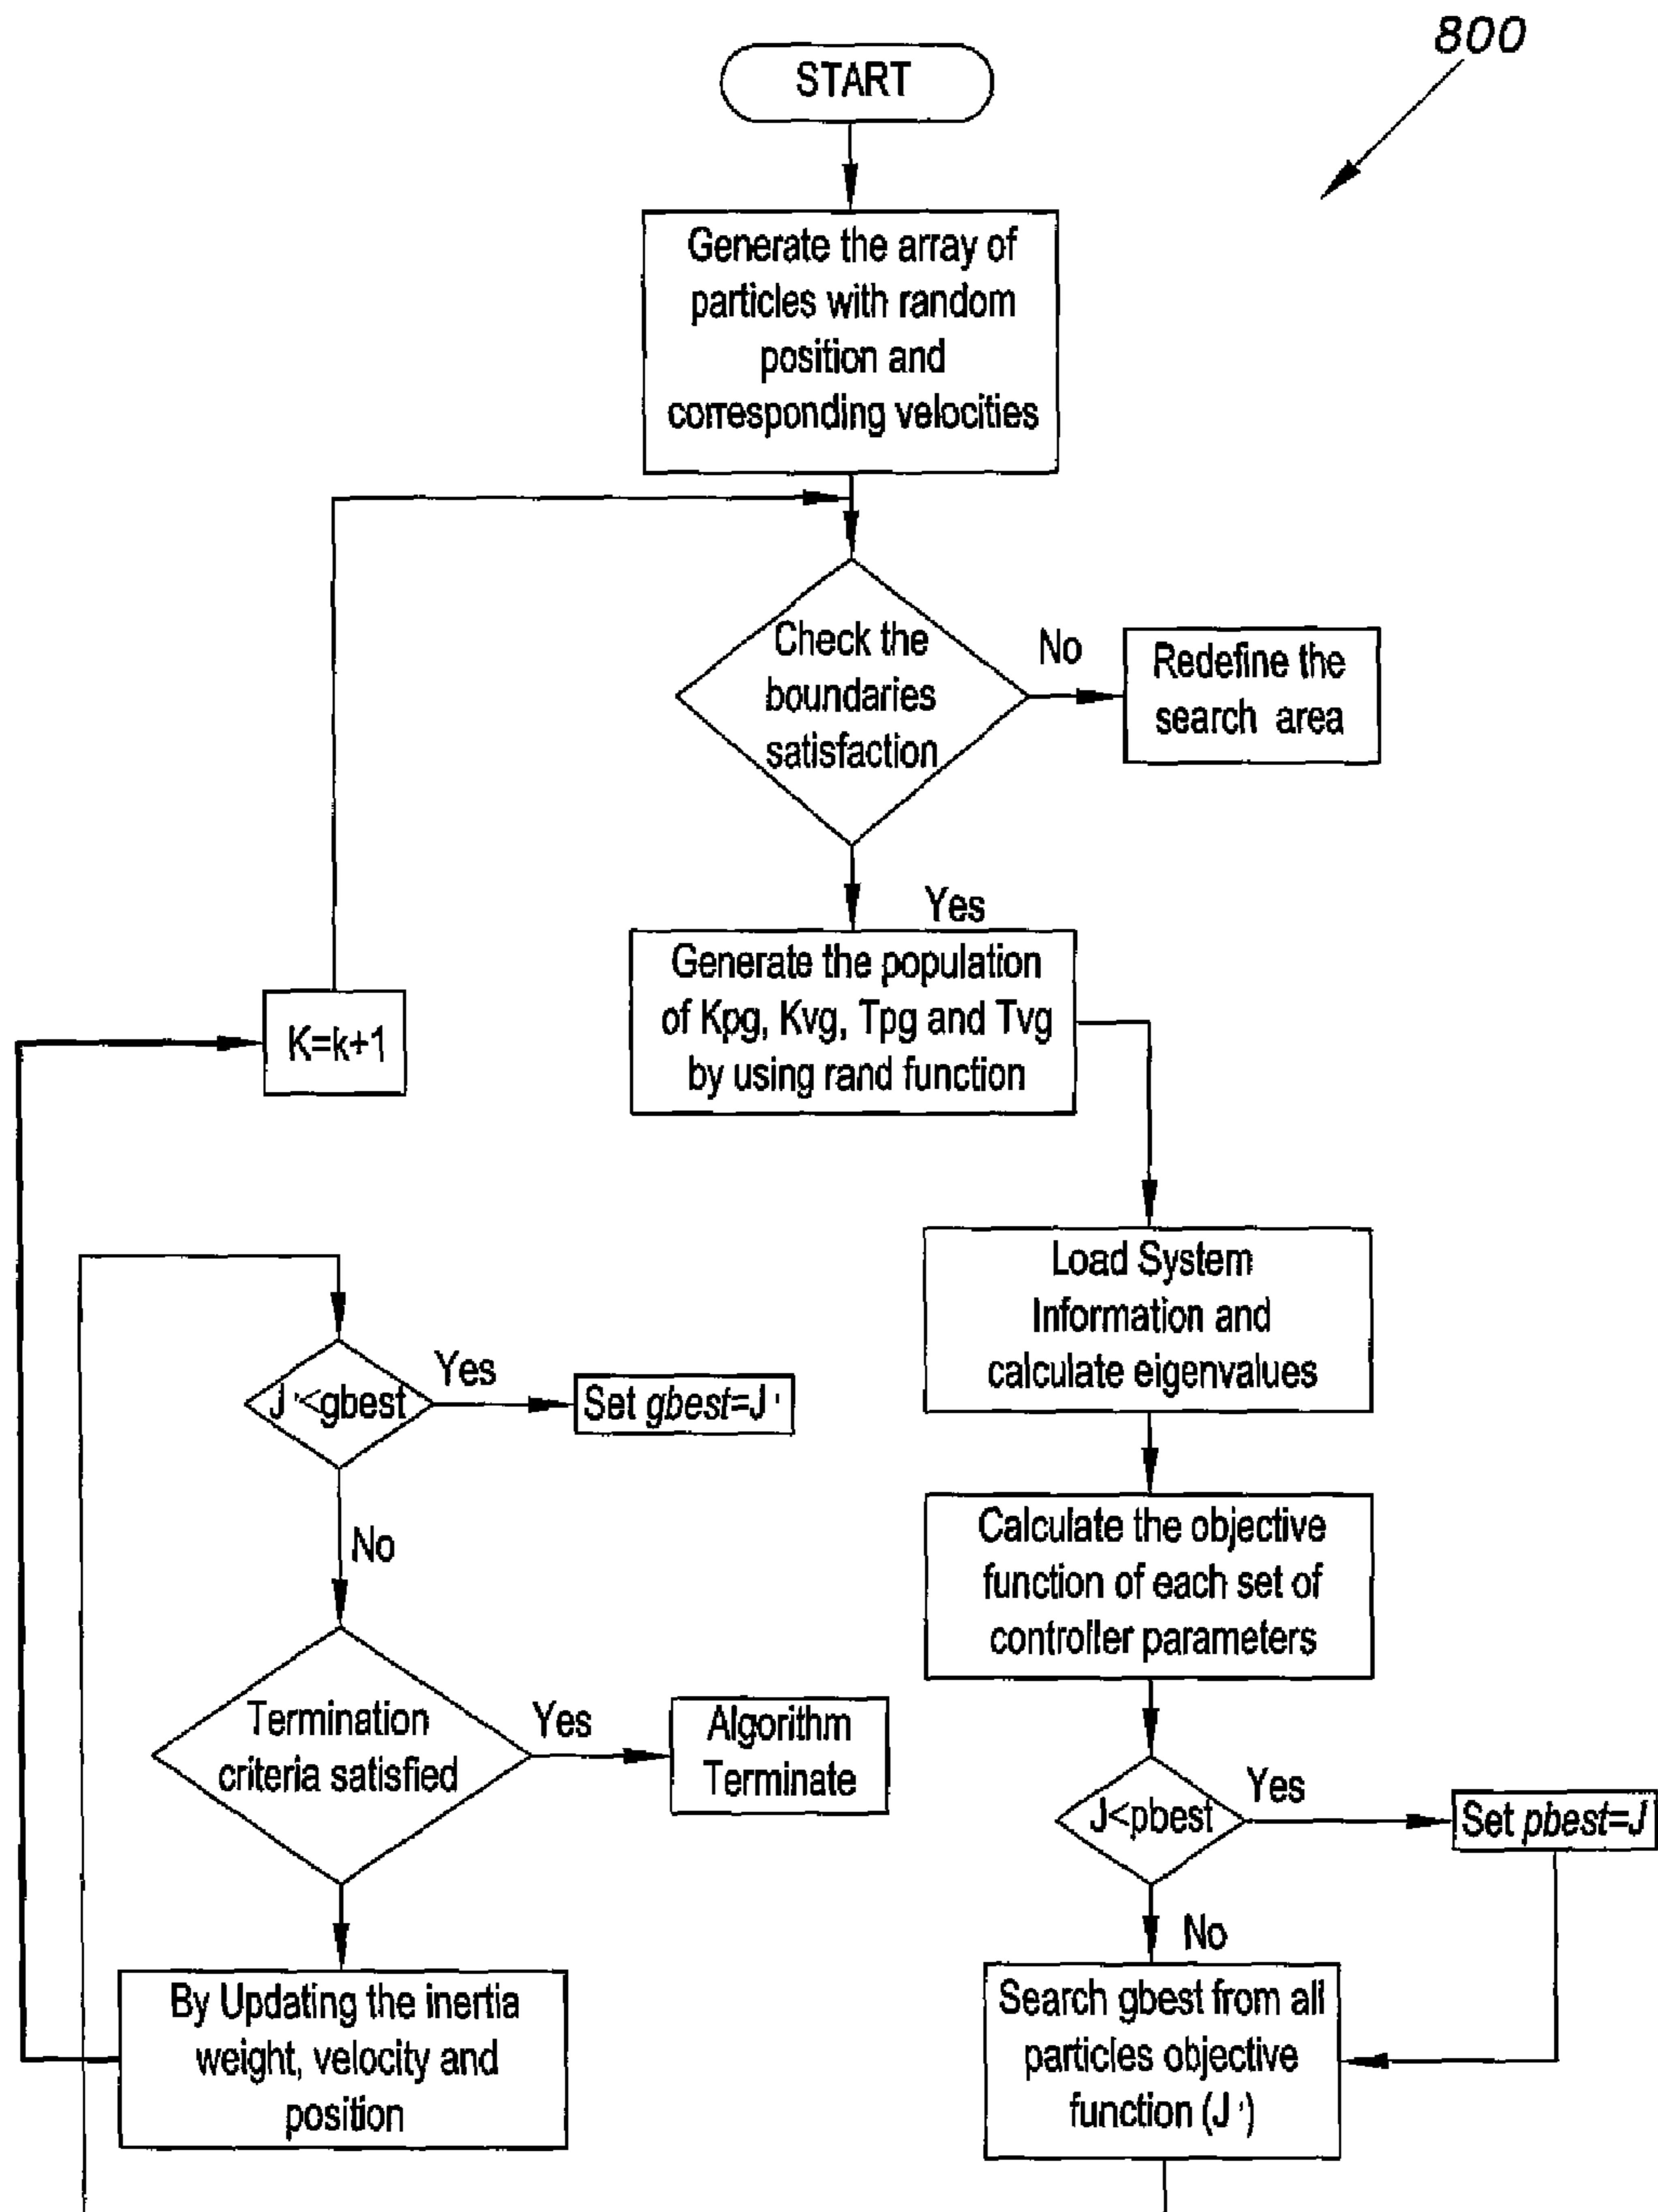 800
START
Generate the array of
particles with random
position and
corresponding velocities
Check the
boundaries
satisfaction
No
Redefine the
search area
Yes
Generate the population
of Kpg, Kvg, Tpg and Tvg
by using rand function
K=k+1
Load System
Information and
calculate eigenvalues
Calculate the objective
function of each set of
controller parameters
J<pbest
Yes
Set pbest=J
No
Search gbest from all
particles objective
function (J')
J'<gbest
Yes
Set gbest=J'
No
Termination
criteria satisfied
Yes
Algorithm
Terminate
By Updating the inertia
weight, velocity and
position